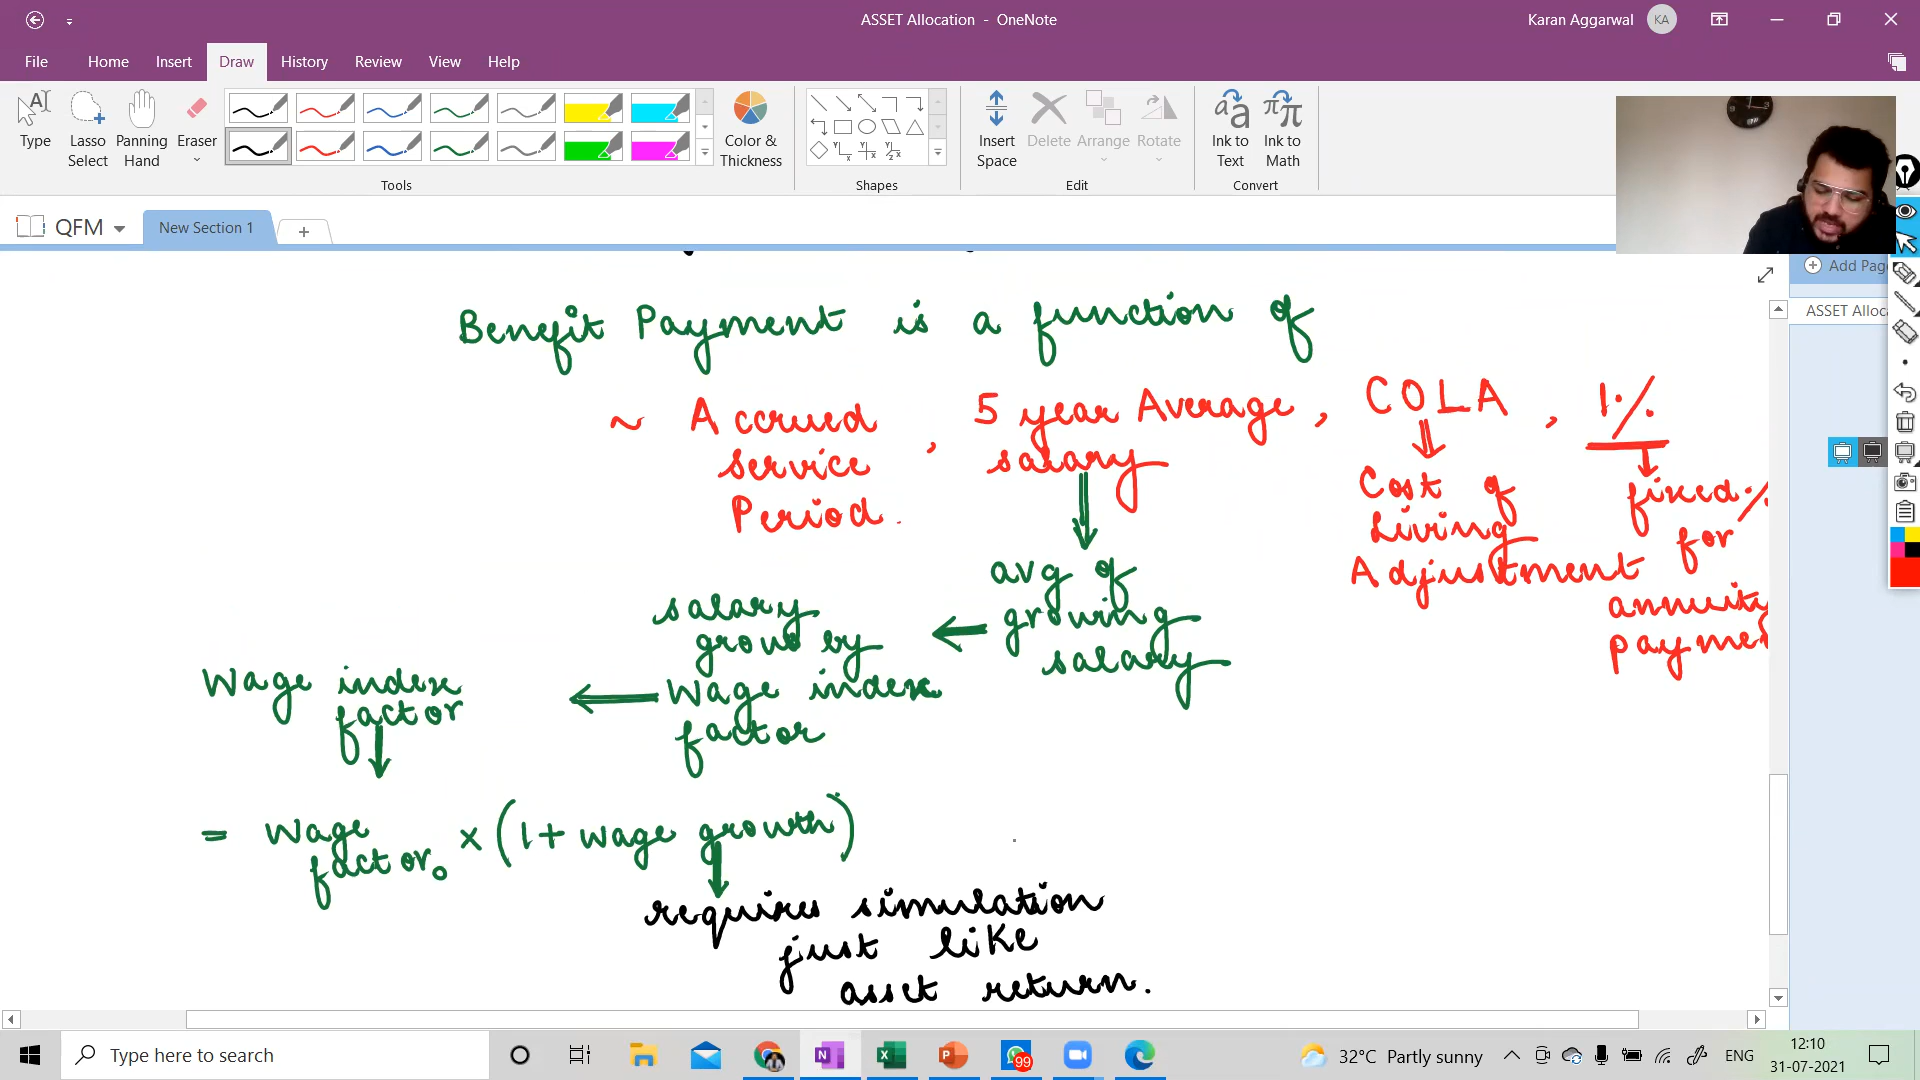 ASSET Allocation - OneNote
Karan Aggarwal KA
File Home Insert Draw History Review View Help
Type Lasso Select Panning Hand Eraser
Color & Thickness
Insert Space Delete Arrange Rotate
Ink to Text Ink to Math
Tools Shapes Edit Convert
QFM New Section 1 +
Add Pag
ASSET Alloc
Benefit Payment is a function of
~ Accrued Service Period. , 5 year Average salary , COLA , 1%
Cost of Living Adjustment
fixed % for annuity paymen
avg of growing salary
salary grows by wage index factor
Wage index factor
= Wage factor0 × (1 + wage growth)
requires simulation
just like
asset return.
Type here to search
99
32°C Partly sunny
ENG
12:10
31-07-2021